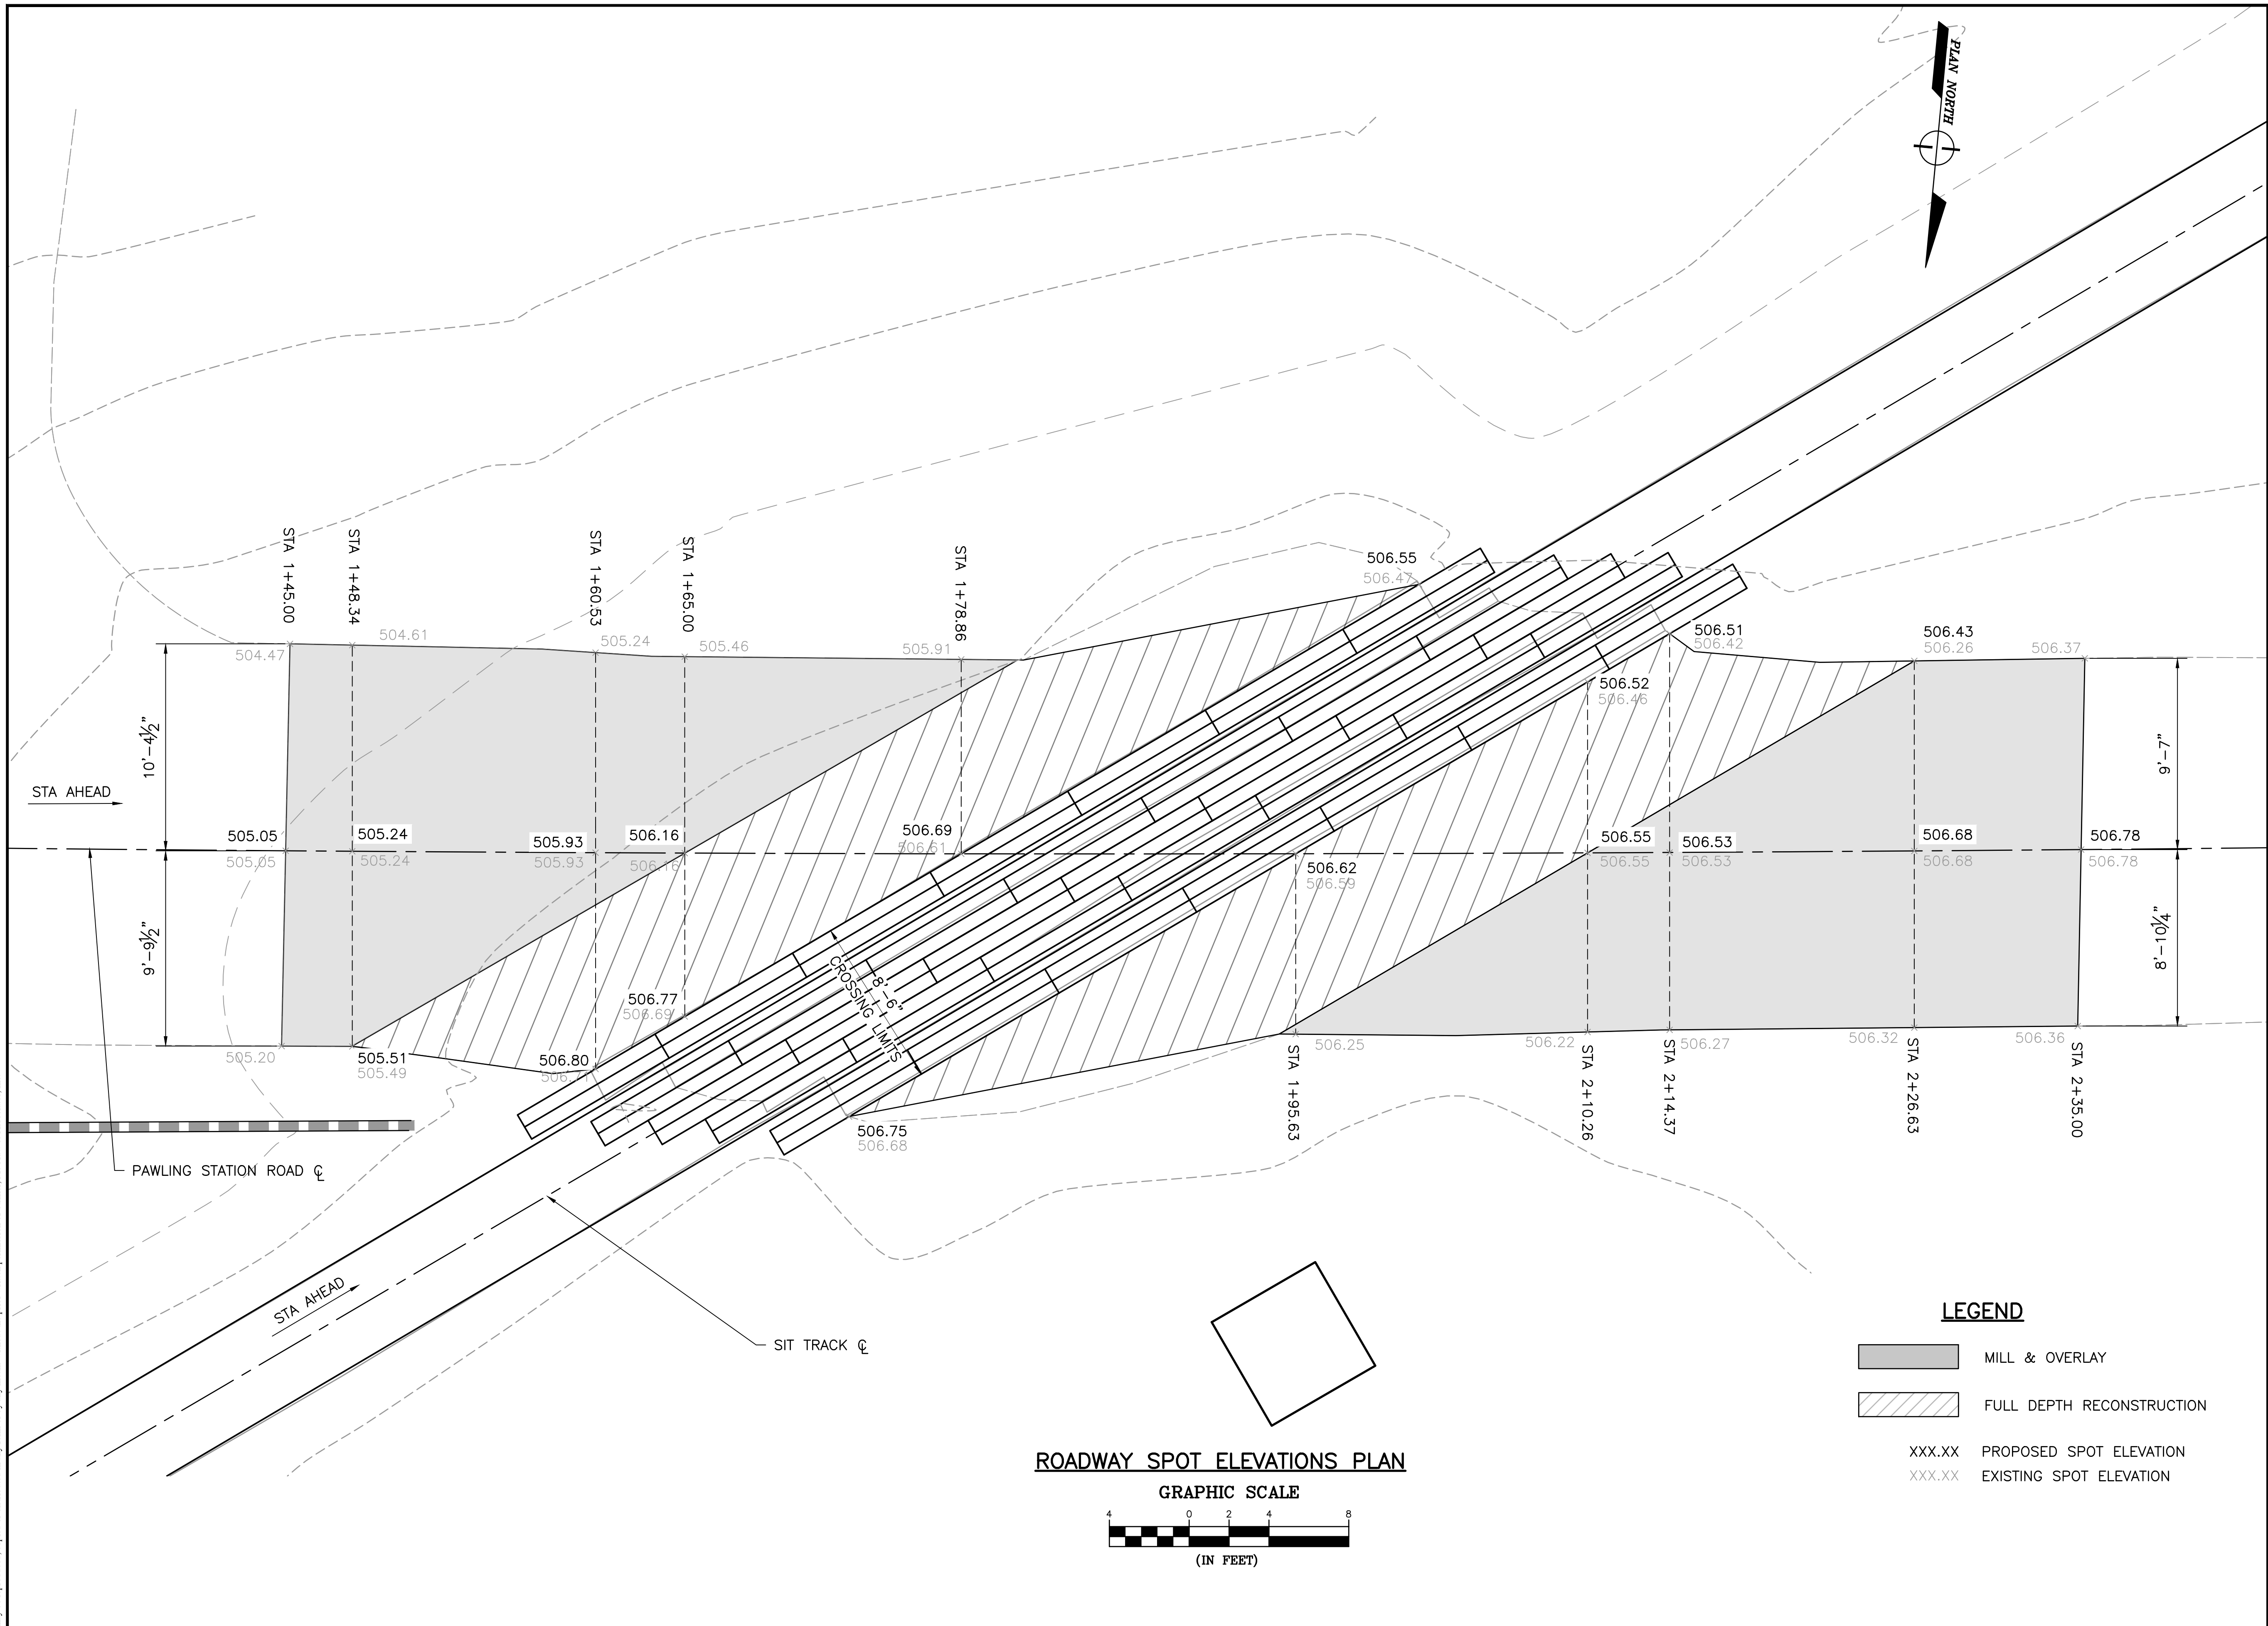 PLAN NORTH
STA 1+45.00
STA 1+48.34
STA 1+60.53
STA 1+65.00
STA 1+78.86
506.55
506.47
504.47
504.61
505.24
505.46
505.91
506.51
506.42
506.43
506.26
506.37
506.52
506.46
10'-4½"
9'-7"
STA AHEAD
505.05
505.05
505.24
505.24
505.93
505.93
506.16
506.16
506.69
506.61
506.62
506.59
506.55
506.55
506.53
506.53
506.68
506.68
506.78
506.78
9'-9½"
8'-10¼"
8'-6"
CROSSING LIMITS
506.77
506.69
505.20
505.51
505.49
506.80
506.71
506.75
506.68
506.25
506.22
506.27
506.32
506.36
STA 1+95.63
STA 2+10.26
STA 2+14.37
STA 2+26.63
STA 2+35.00
PAWLING STATION ROAD ℄
STA AHEAD
SIT TRACK ℄
LEGEND
MILL & OVERLAY
FULL DEPTH RECONSTRUCTION
XXX.XX PROPOSED SPOT ELEVATION
XXX.XX EXISTING SPOT ELEVATION
ROADWAY SPOT ELEVATIONS PLAN
GRAPHIC SCALE
4 0 2 4 8
(IN FEET)